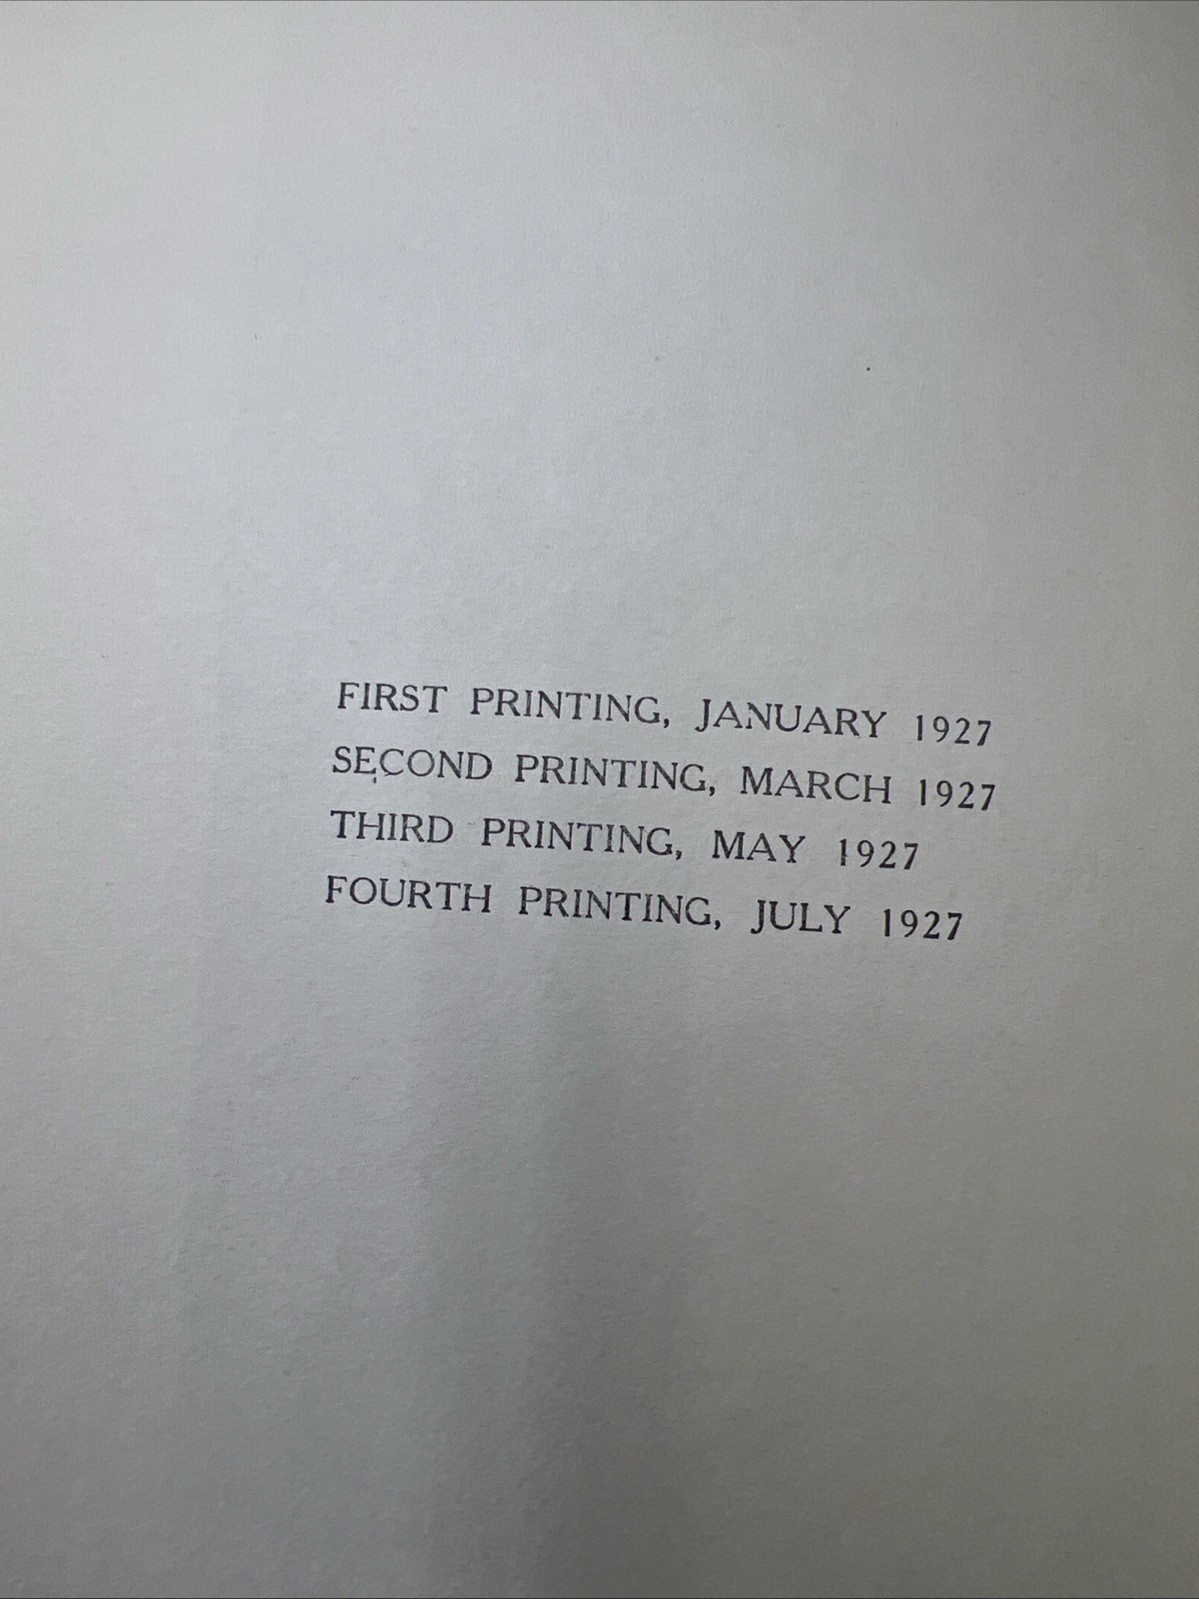 FIRST PRINTING, JANUARY 1927
SECOND PRINTING, MARCH 1927
THIRD PRINTING, MAY 1927
FOURTH PRINTING, JULY 1927